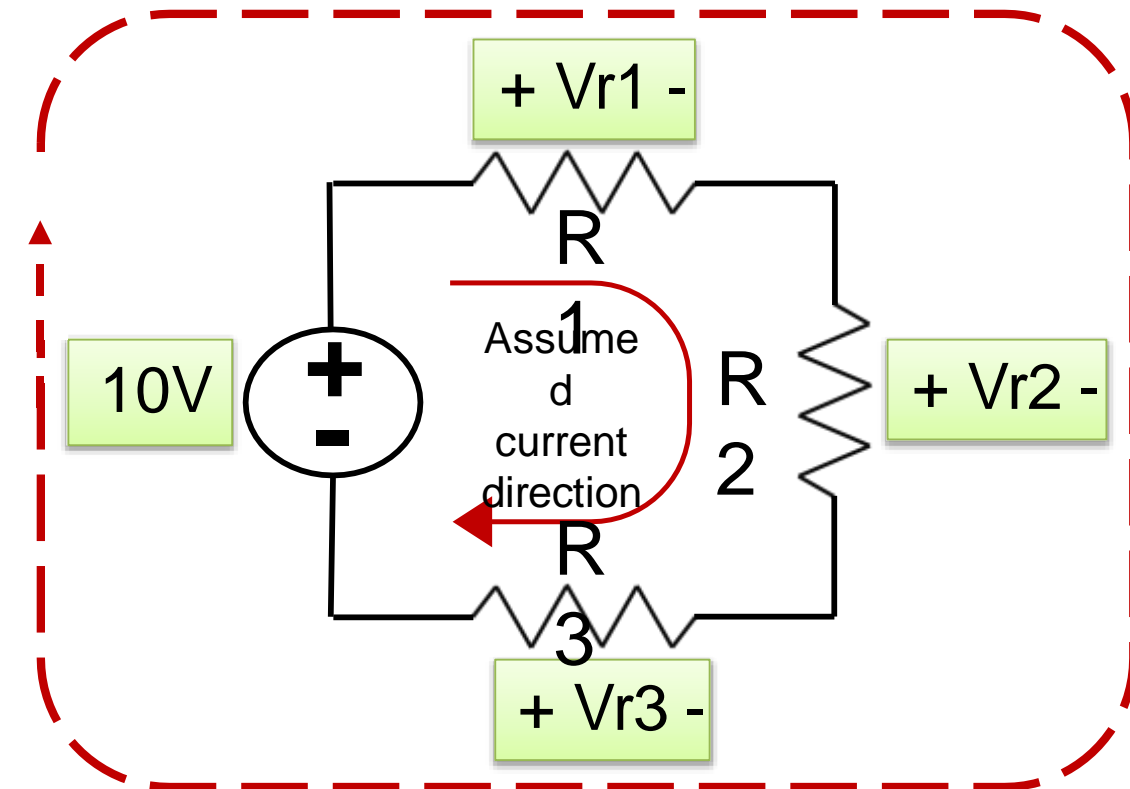 + Vr1 -
R
1
10V
+
-
Assume
d
current
direction
R
2
+ Vr2 -
R
3
+ Vr3 -